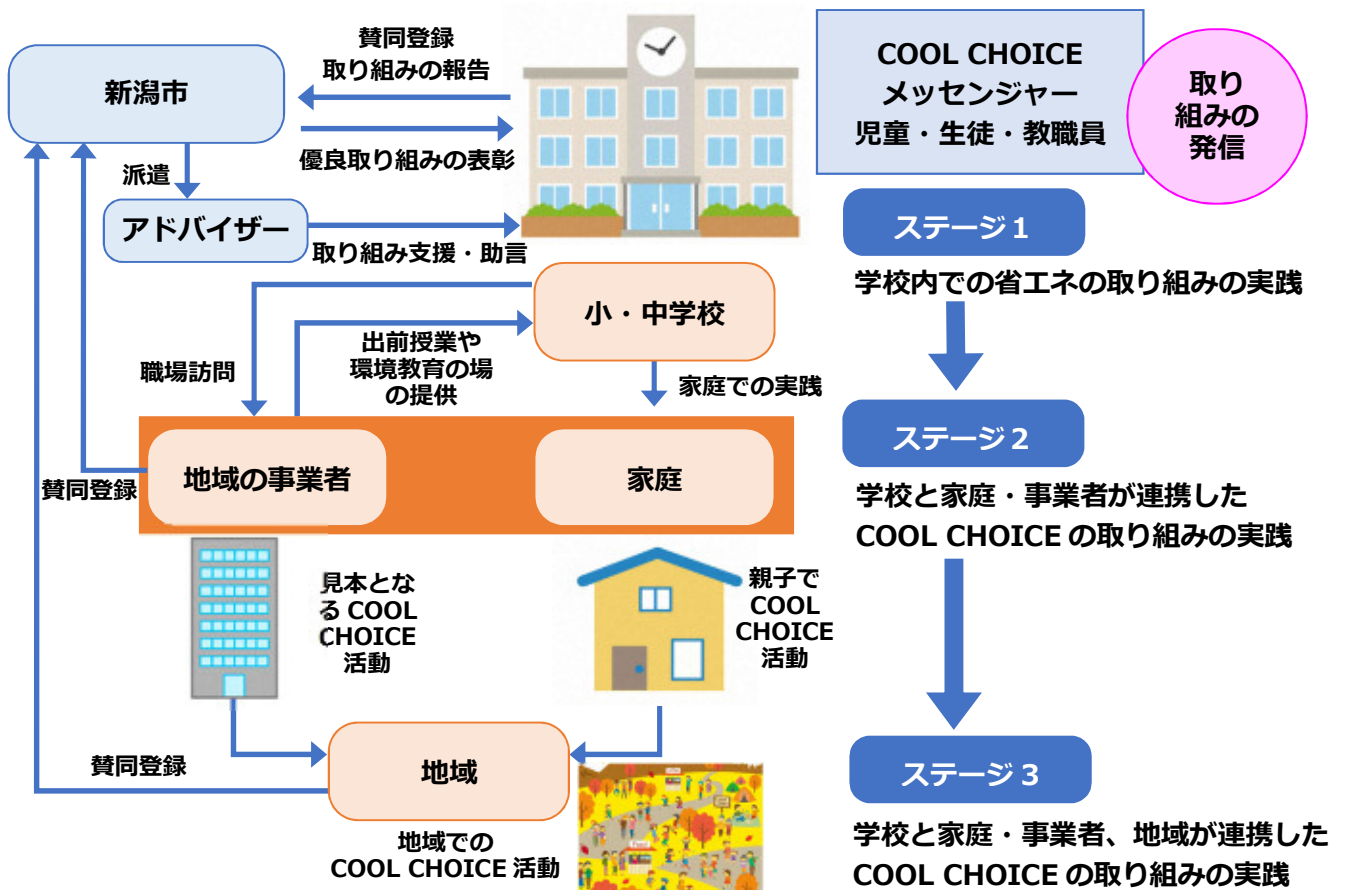 賛同登録
取り組みの報告
新潟市
優良取り組みの表彰
派遣
アドバイザー
取り組み支援・助言
COOL CHOICE
メッセンジャー
児童・生徒・教職員
取り
組みの
発信
ステージ1
学校内での省エネの取り組みの実践
小・中学校
職場訪問
出前授業や
環境教育の場
の提供
家庭での実践
ステージ2
学校と家庭・事業者が連携した
COOL CHOICE の取り組みの実践
地域の事業者
家庭
賛同登録
見本とな
る COOL
CHOICE
活動
親子で
COOL
CHOICE
活動
賛同登録
地域
地域での
COOL CHOICE 活動
ステージ3
学校と家庭・事業者、地域が連携した
COOL CHOICE の取り組みの実践